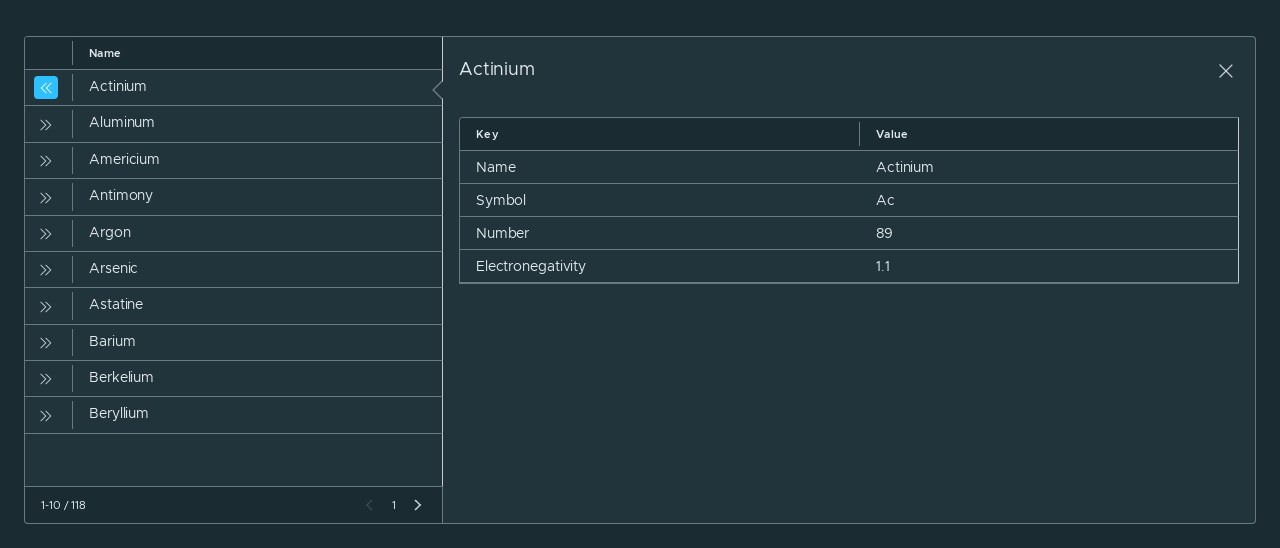 Name
Actinium
Aluminum
Americium
Antimony
Argon
Arsenic
Astatine
Barium
Berkelium
Beryllium
1-10 / 118
1
Actinium
Key Value
Name Actinium
Symbol Ac
Number 89
Electronegativity 1.1